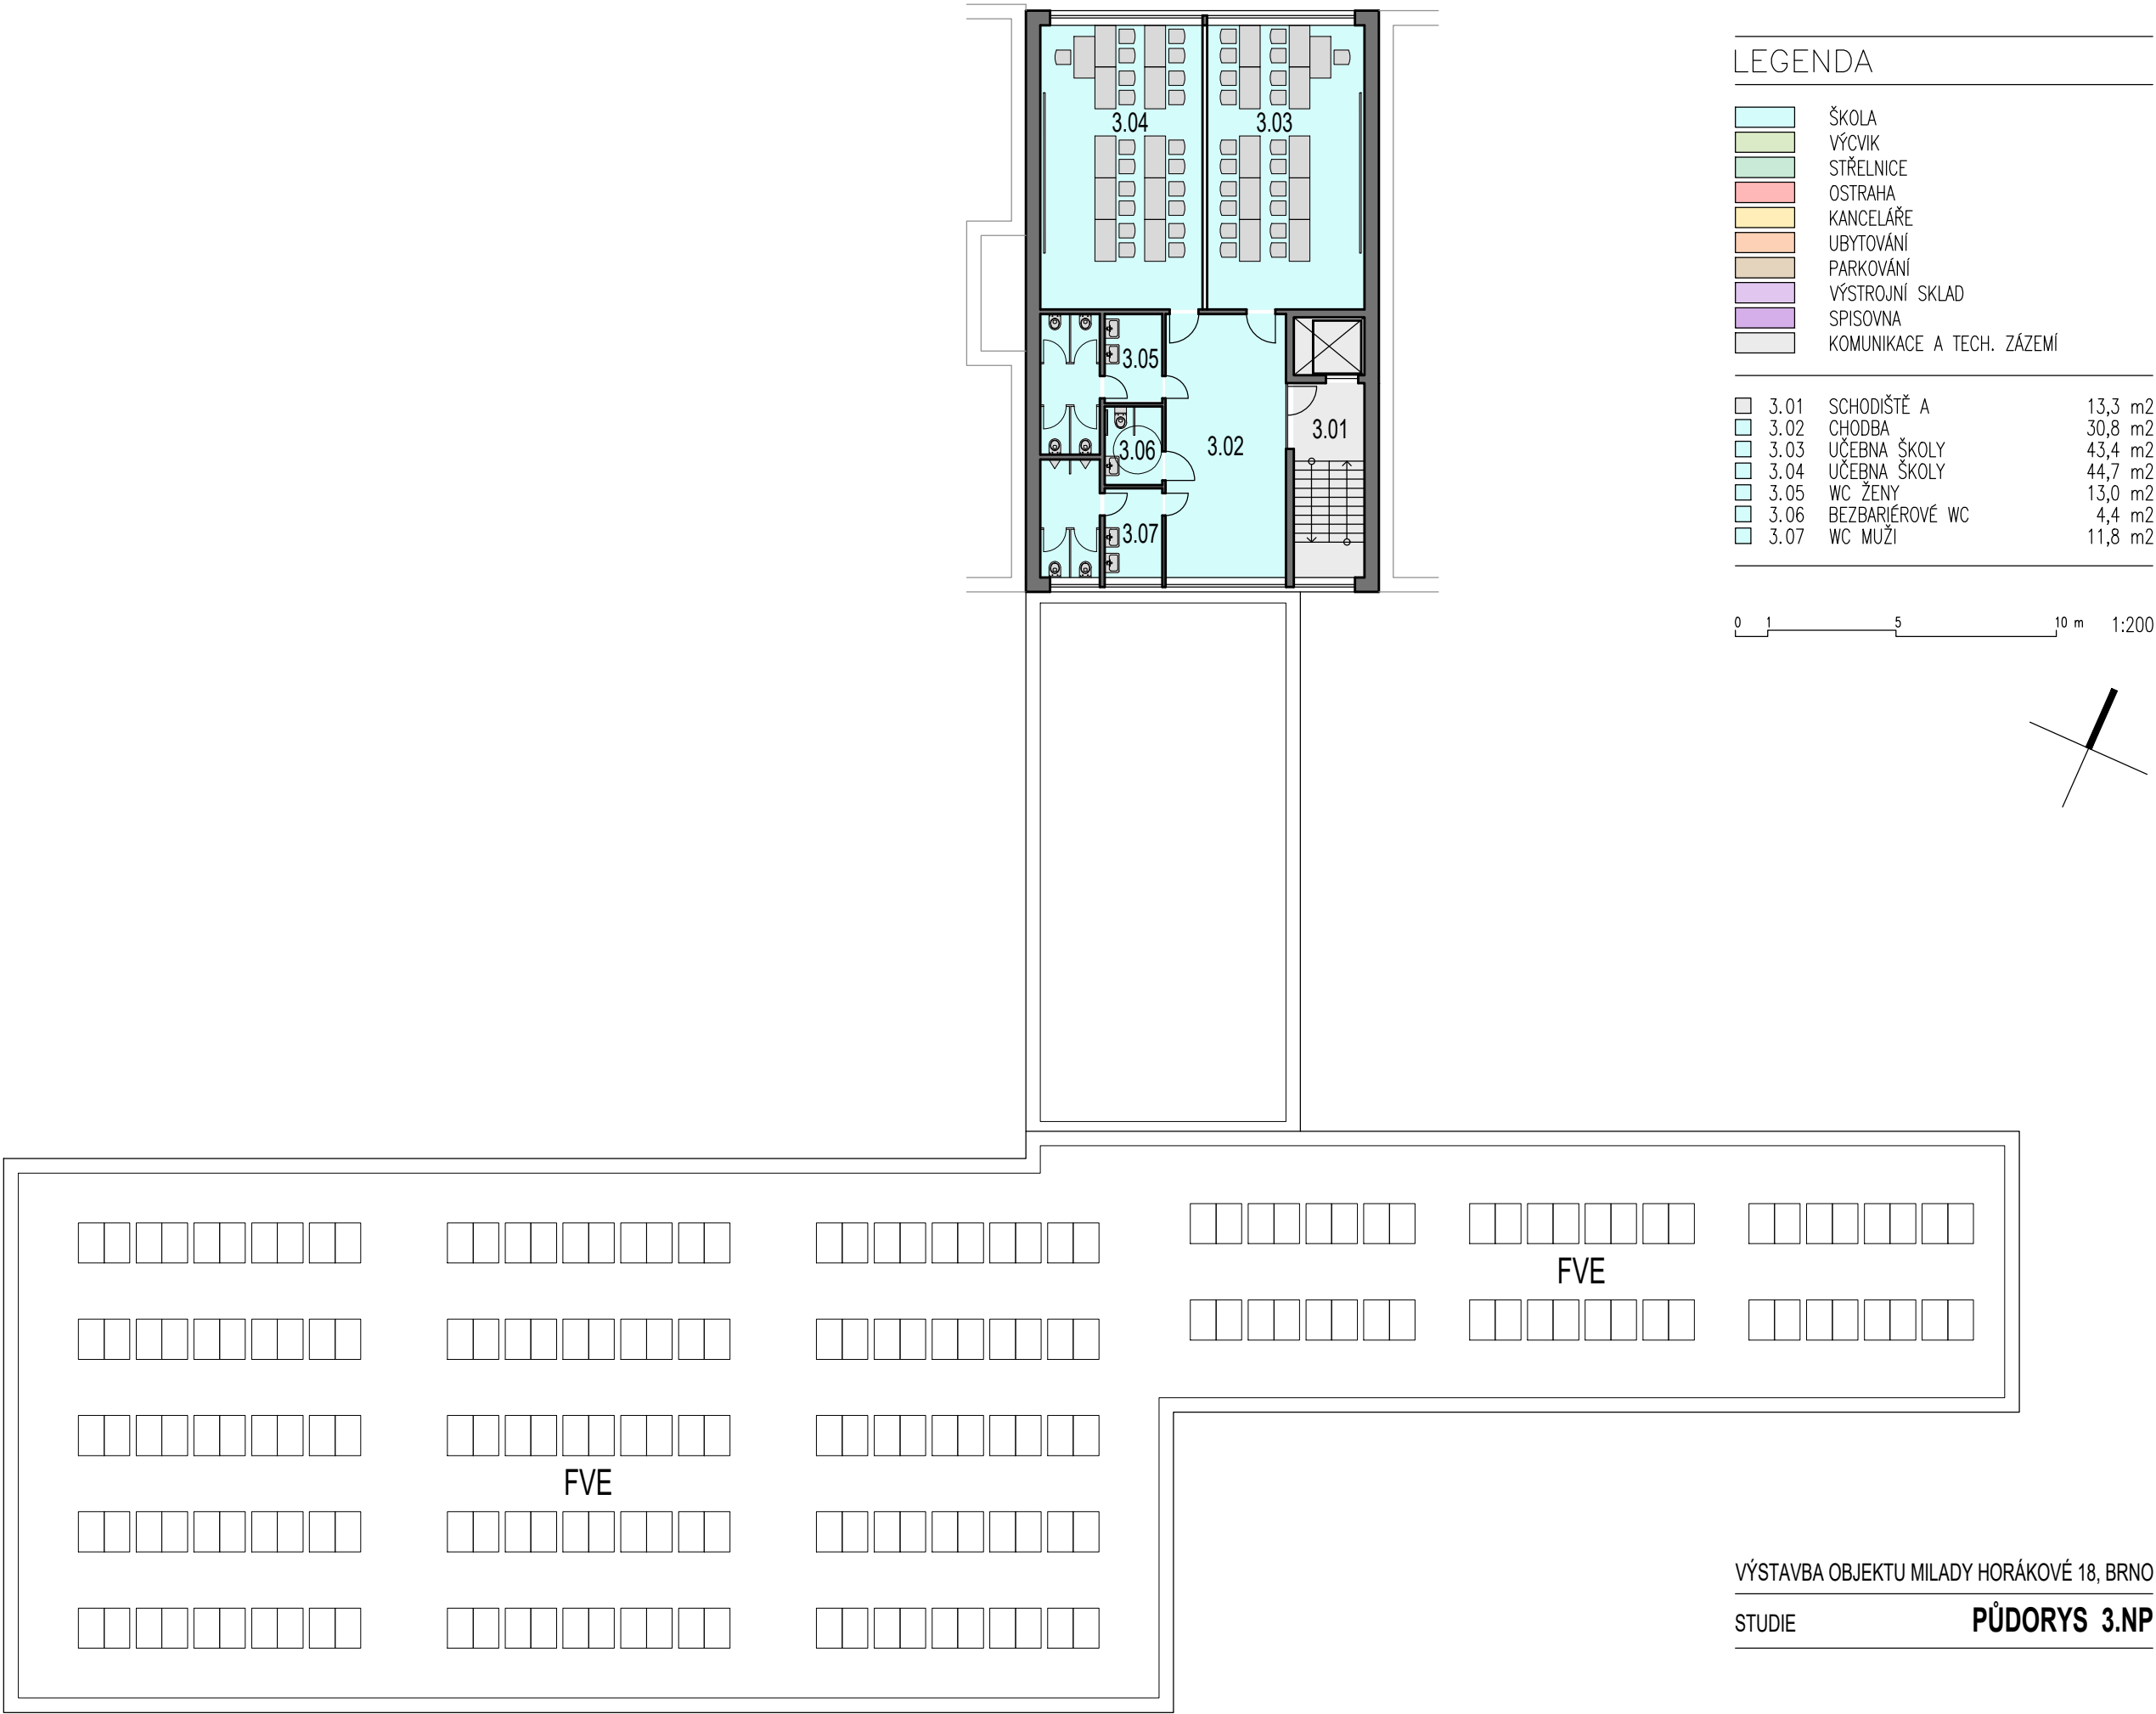 LEGENDA
ŠKOLA
VÝCVIK
STŘELNICE
OSTRAHA
KANCELÁŘE
UBYTOVÁNÍ
PARKOVÁNÍ
VÝSTROJNÍ SKLAD
SPISOVNA
KOMUNIKACE A TECH. ZÁZEMÍ
3.01 SCHODIŠTĚ A 13,3 m2
3.02 CHODBA 30,8 m2
3.03 UČEBNA ŠKOLY 43,4 m2
3.04 UČEBNA ŠKOLY 44,7 m2
3.05 WC ŽENY 13,0 m2
3.06 BEZBARIÉROVÉ WC 4,4 m2
3.07 WC MUŽI 11,8 m2
0 1 5 10 m 1:200
3.04 3.03
3.05
3.01
3.06 3.02
3.07
FVE
FVE
VÝSTAVBA OBJEKTU MILADY HORÁKOVÉ 18, BRNO
STUDIE PŮDORYS 3.NP